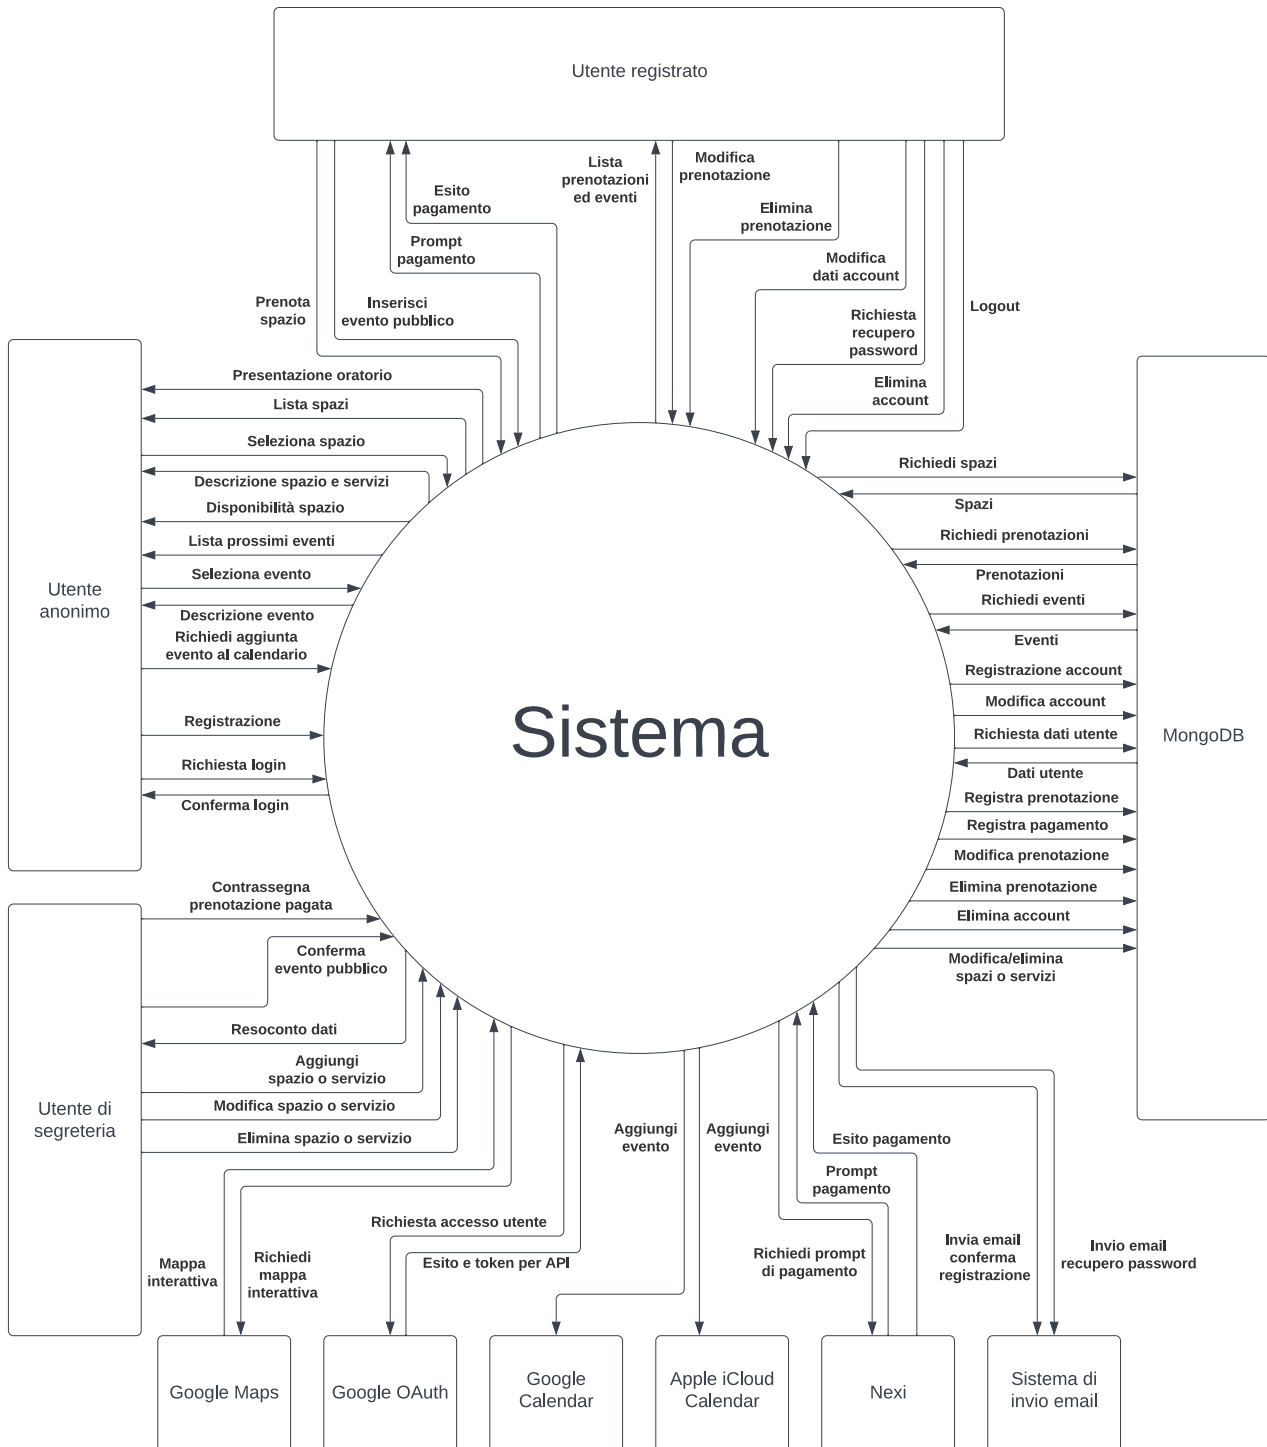 Utente registrato
Lista
prenotazioni
ed eventi
Modifica
prenotazione
Esito
pagamento
Elimina
prenotazione
Prompt
pagamento
Modifica
dati account
Prenota
spazio
Inserisci
evento pubblico
Richiesta
recupero
password
Logout
Elimina
account
Utente
anonimo
Presentazione oratorio
Lista spazi
Seleziona spazio
Descrizione spazio e servizi
Disponibilità spazio
Lista prossimi eventi
Seleziona evento
Descrizione evento
Richiedi aggiunta
evento al calendario
Registrazione
Richiesta login
Conferma login
Sistema
Richiedi spazi
Spazi
Richiedi prenotazioni
Prenotazioni
Richiedi eventi
Eventi
Registrazione account
Modifica account
Richiesta dati utente
Dati utente
Registra prenotazione
Registra pagamento
Modifica prenotazione
Elimina prenotazione
Elimina account
Modifica/elimina
spazi o servizi
MongoDB
Utente di
segreteria
Contrassegna
prenotazione pagata
Conferma
evento pubblico
Resoconto dati
Aggiungi
spazio o servizio
Modifica spazio o servizio
Elimina spazio o servizio
Mappa
interattiva
Richiedi
mappa
interattiva
Richiesta accesso utente
Esito e token per API
Aggiungi
evento
Aggiungi
evento
Esito pagamento
Prompt
pagamento
Richiedi prompt
di pagamento
Invia email
conferma
registrazione
Invio email
recupero password
Google Maps
Google OAuth
Google
Calendar
Apple iCloud
Calendar
Nexi
Sistema di
invio email